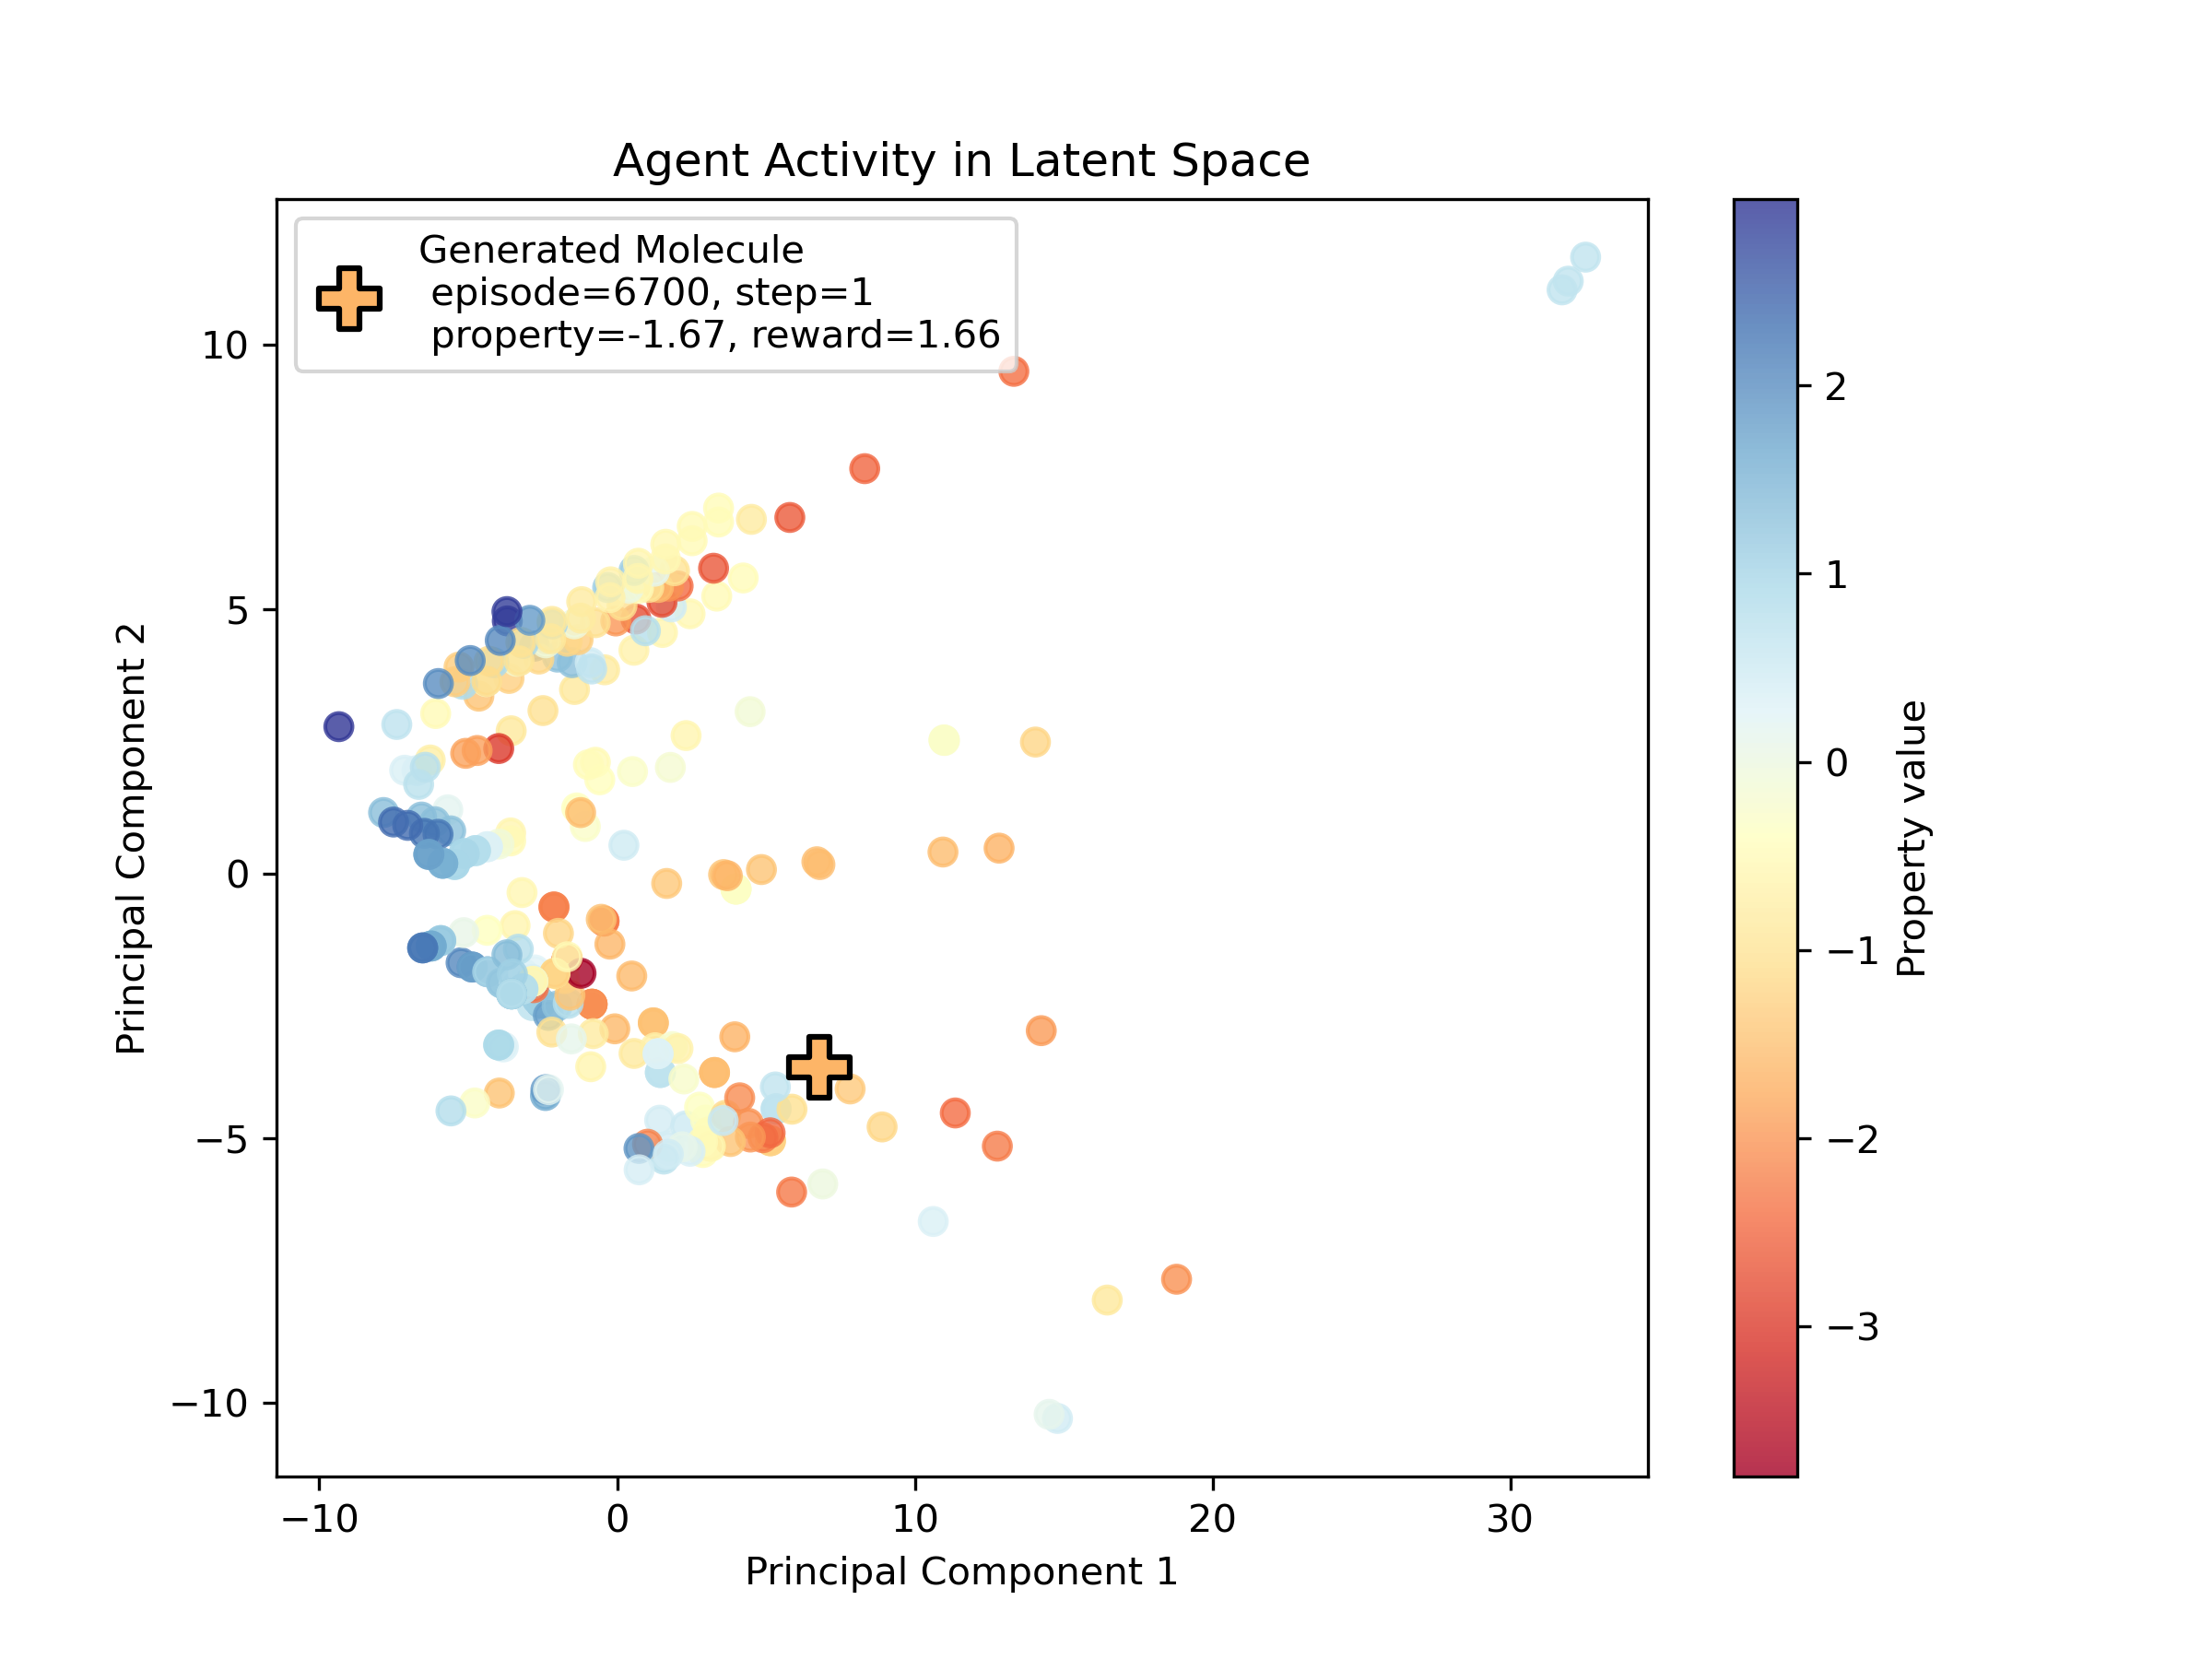 Agent Activity in Latent Space
Generated Molecule
episode=6700, step=1
property=-1.67, reward=1.66
10
5
0
−5
−10
Principal Component 2
−10
0
10
20
30
Principal Component 1
2
1
0
−1
−2
−3
Property value